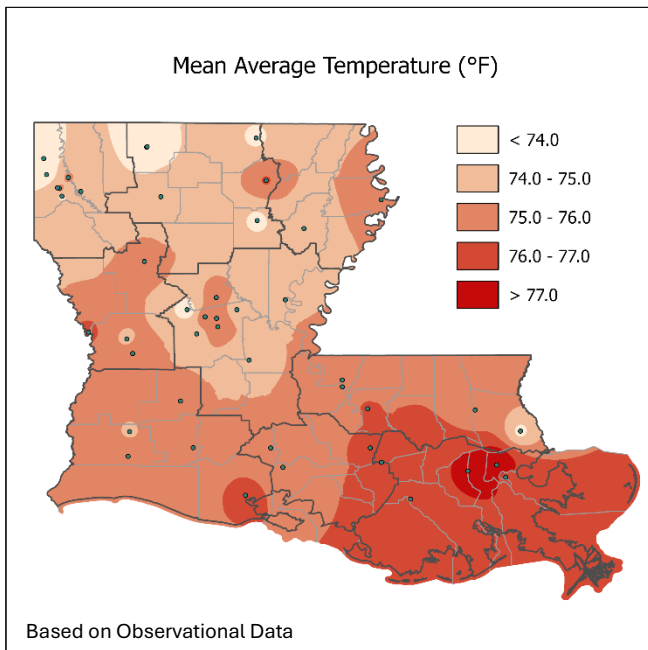 Mean Average Temperature (°F)
< 74.0
74.0 - 75.0
75.0 - 76.0
76.0 - 77.0
> 77.0
Based on Observational Data